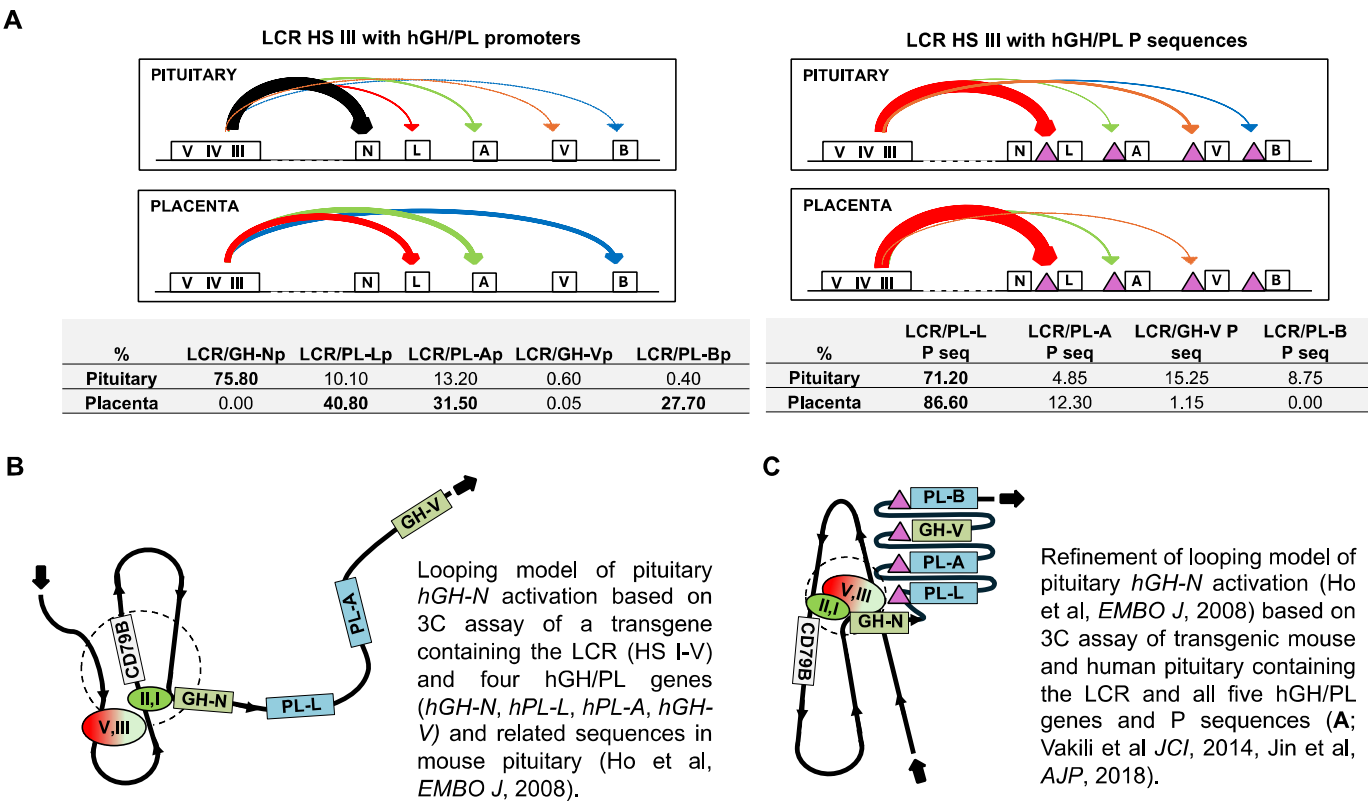 A
LCR HS III with hGH/PL promoters
PITUITARY
V IV III N L A V B
PLACENTA
V IV III N L A V B
% LCR/GH-Np LCR/PL-Lp LCR/PL-Ap LCR/GH-Vp LCR/PL-Bp
Pituitary 75.80 10.10 13.20 0.60 0.40
Placenta 0.00 40.80 31.50 0.05 27.70
LCR HS III with hGH/PL P sequences
PITUITARY
V IV III N L A V B
PLACENTA
V IV III N L A V B
LCR/PL-L LCR/PL-A LCR/GH-V P LCR/PL-B
% P seq P seq seq P seq
Pituitary 71.20 4.85 15.25 8.75
Placenta 86.60 12.30 1.15 0.00
B
CD79B
V,III
II,I
GH-N
PL-L
PL-A
GH-V
Looping model of pituitary
hGH-N activation based on
3C assay of a transgene
containing the LCR (HS I-V)
and four hGH/PL genes
(hGH-N, hPL-L, hPL-A, hGH-
V) and related sequences in
mouse pituitary (Ho et al,
EMBO J, 2008).
C
PL-B
GH-V
PL-A
PL-L
V,III
II,I
GH-N
CD79B
Refinement of looping model of
pituitary hGH-N activation (Ho
et al, EMBO J, 2008) based on
3C assay of transgenic mouse
and human pituitary containing
the LCR and all five hGH/PL
genes and P sequences (A;
Vakili et al JCI, 2014, Jin et al,
AJP, 2018).